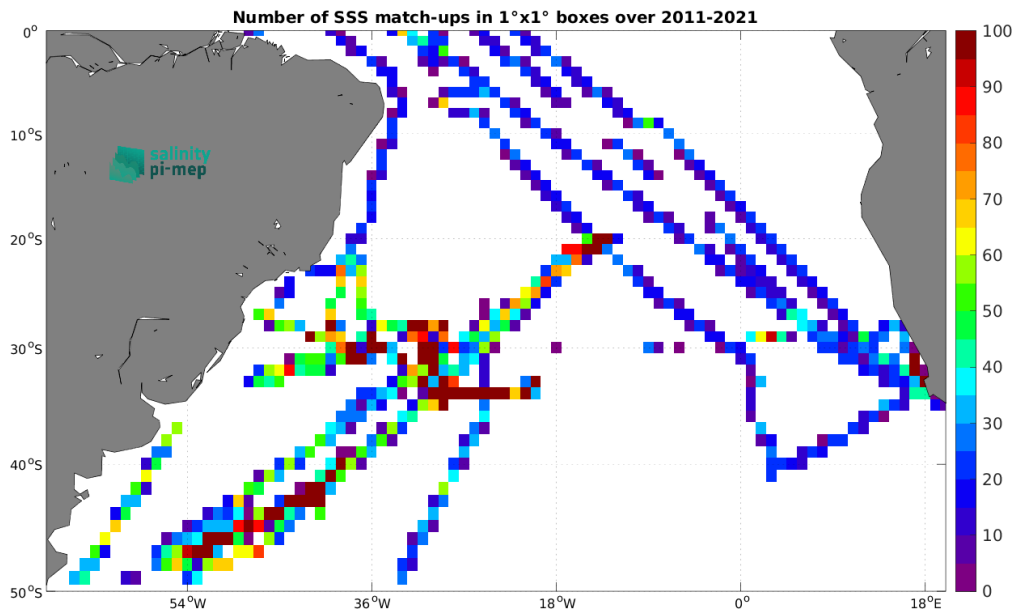 Number of SSS match-ups in 1°x1° boxes over 2011-2021
salinity
pi-mep
0°
10°S
20°S
30°S
40°S
50°S
54°W
36°W
18°W
0°
18°E
100
90
80
70
60
50
40
30
20
10
0